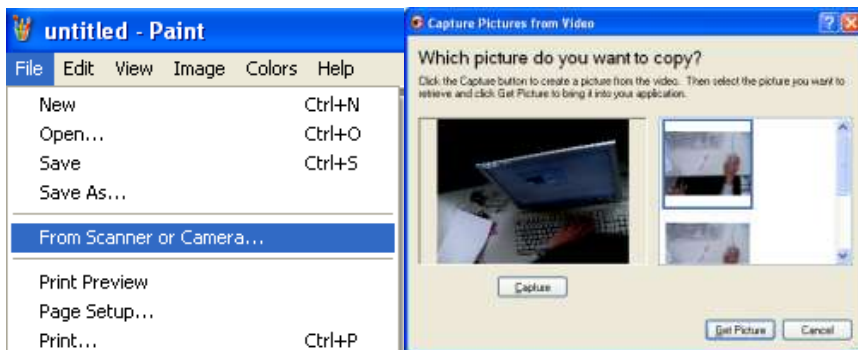 untitled - Paint
File Edit View Image Colors Help
New Ctrl+N
Open... Ctrl+O
Save Ctrl+S
Save As...
From Scanner or Camera...
Print Preview
Page Setup...
Print... Ctrl+P
Capture Pictures from Video
Which picture do you want to copy?
Click the Capture button to create a picture from the video. Then select the picture you want to
retrieve and click Get Picture to bring it into your application.
Capture
Get Picture Cancel